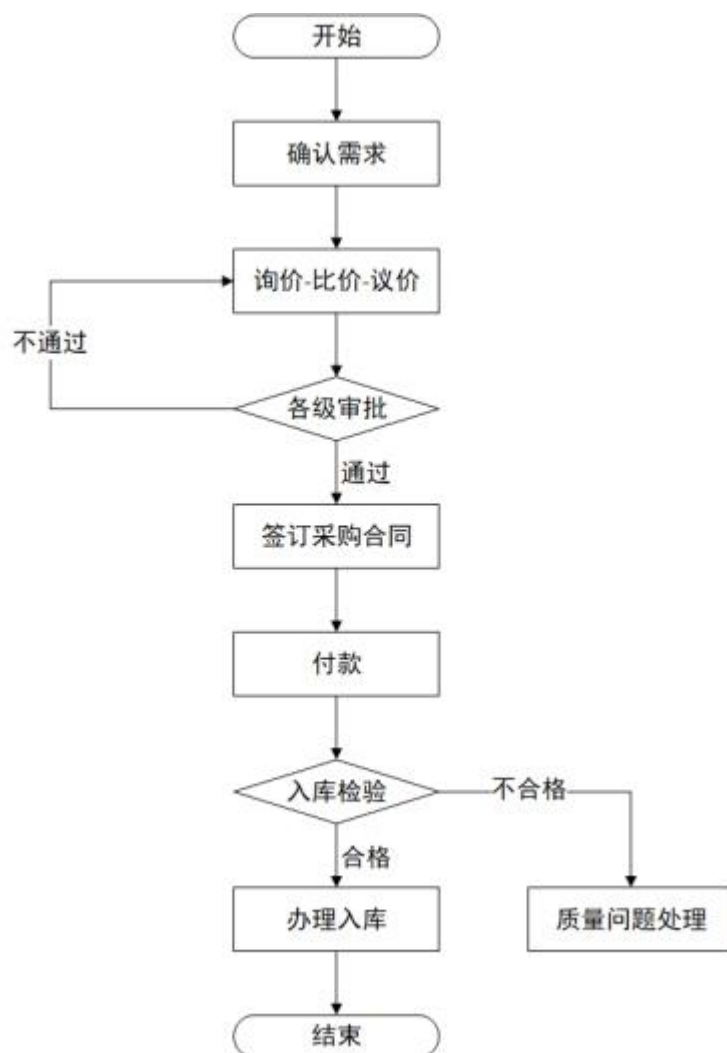 开始
确认需求
询价-比价-议价
不通过
各级审批
通过
签订采购合同
付款
入库检验
不合格
合格
办理入库
质量问题处理
结束